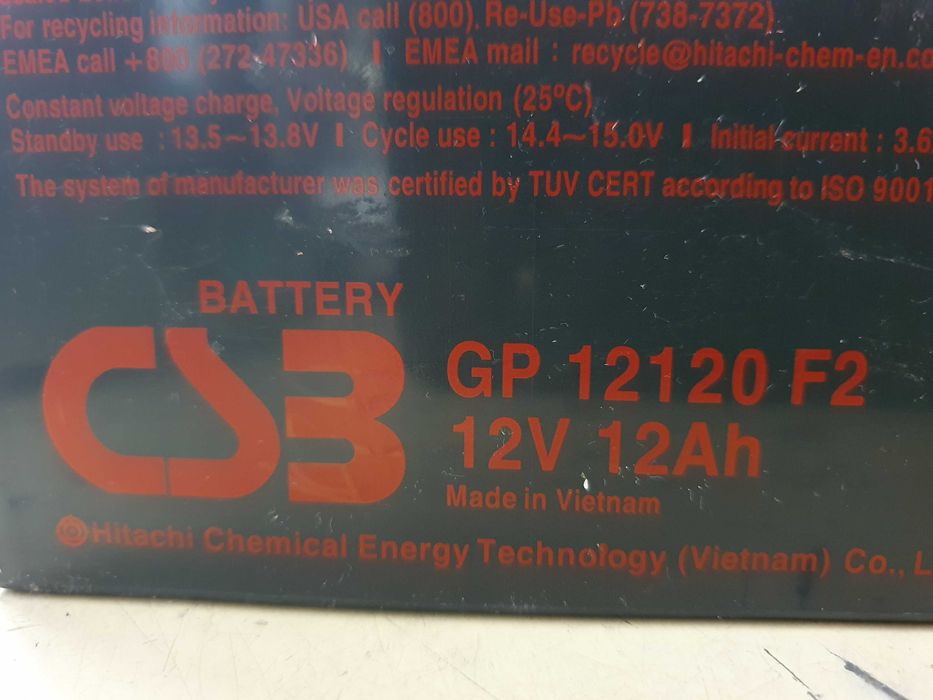 For recycling information: USA call (800) Re-Use-Pb (738-7372)
EMEA call +800 (272-47336) I EMEA mail : recycle@hitachi-chem-en.co
Constant voltage charge, Voltage regulation (25ºC)
Standby use : 13.5~13.8V I Cycle use : 14.4~15.0V I Initial current : 3.6
The system of manufacturer was certified by TUV CERT according to ISO 9001
BATTERY
CSB
GP 12120 F2
12V 12Ah
Made in Vietnam
Hitachi Chemical Energy Technology (Vietnam) Co., L